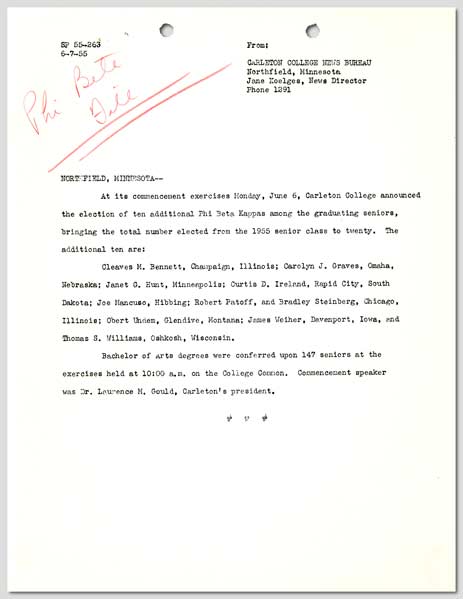 SP 55-263
6-7-55
From:
CARLETON COLLEGE NEWS BUREAU
Northfield, Minnesota
Jane Koelges, News Director
Phone 1291
Phi Beta
File
NORTHFIELD, MINNESOTA--
At its commencement exercises Monday, June 6, Carleton College announced
the election of ten additional Phi Beta Kappas among the graduating seniors,
bringing the total number elected from the 1955 senior class to twenty. The
additional ten are:
Cleaves M. Bennett, Champaign, Illinois; Carolyn J. Graves, Omaha,
Nebraska; Janet G. Hunt, Minneapolis; Curtis D. Ireland, Rapid City, South
Dakota; Joe Mancuso, Hibbing; Robert Patoff, and Bradley Steinberg, Chicago,
Illinois; Obert Undem, Glendive, Montana; James Weiher, Davenport, Iowa, and
Thomas S. Williams, Oshkosh, Wisconsin.
Bachelor of Arts degrees were conferred upon 147 seniors at the
exercises held at 10:00 a.m. on the College Common. Commencement speaker
was Dr. Laurence M. Gould, Carleton's president.